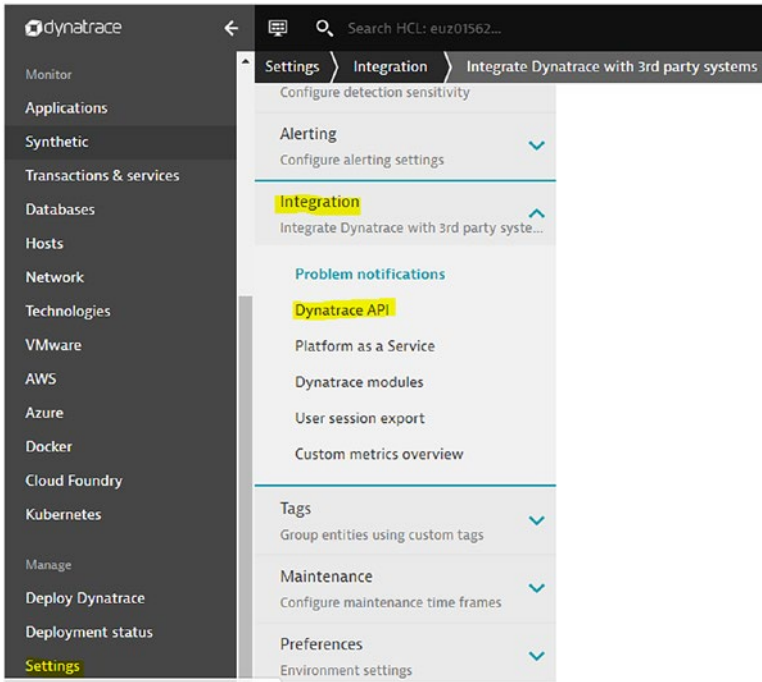 dynatrace
Search HCL: euz01562...
Settings
Integration
Integrate Dynatrace with 3rd party systems
Monitor
Applications
Synthetic
Transactions & services
Databases
Hosts
Network
Technologies
VMware
AWS
Azure
Docker
Cloud Foundry
Kubernetes
Manage
Deploy Dynatrace
Deployment status
Settings
Configure detection sensitivity
Alerting
Configure alerting settings
Integration
Integrate Dynatrace with 3rd party syste...
Problem notifications
Dynatrace API
Platform as a Service
Dynatrace modules
User session export
Custom metrics overview
Tags
Group entities using custom tags
Maintenance
Configure maintenance time frames
Preferences
Environment settings